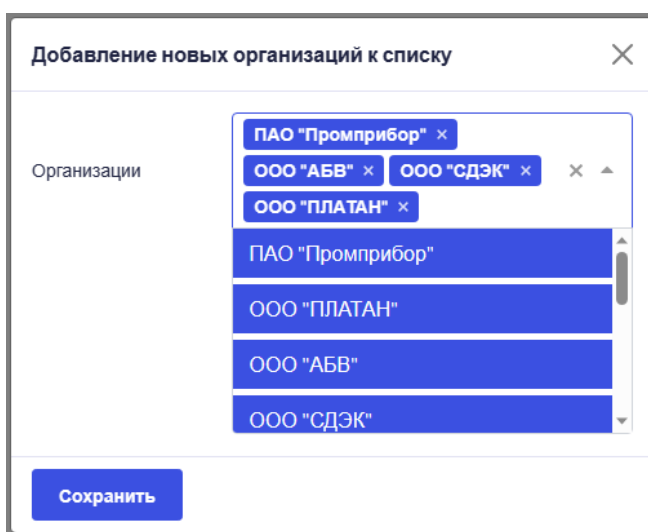 Добавление новых организаций к списку
Организации
ПАО "Промприбор" ×
ООО "АБВ" × ООО "СДЭК" ×
ООО "ПЛАТАН" ×
ПАО "Промприбор"
ООО "ПЛАТАН"
ООО "АБВ"
ООО "СДЭК"
Сохранить